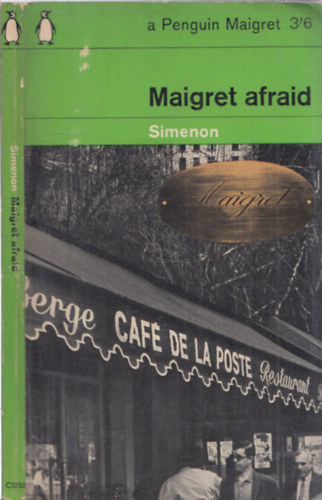 a Penguin Maigret 3'6
Maigret afraid
Simenon
Maigret
Simenon Maigret afraid
Berge CAFÉ DE LA POSTE Restaurant